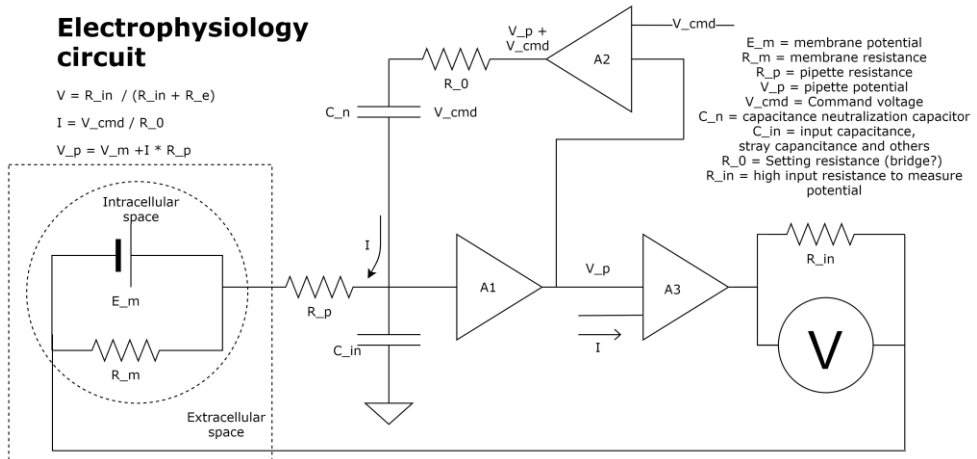 Electrophysiology
circuit
V = R_in / (R_in + R_e)
I = V_cmd / R_0
V_p = V_m +I * R_p
V_p +
V_cmd
A2
V_cmd
R_0
C_n
V_cmd
E_m = membrane potential
R_m = membrane resistance
R_p = pipette resistance
V_p = pipette potential
V_cmd = Command voltage
C_n = capacitance neutralization capacitor
C_in = input capacitance,
stray capancitance and others
R_0 = Setting resistance (bridge?)
R_in = high input resistance to measure
potential
Intracellular
space
E_m
R_m
Extracellular
space
I
R_p
C_in
A1
V_p
A3
I
R_in
V